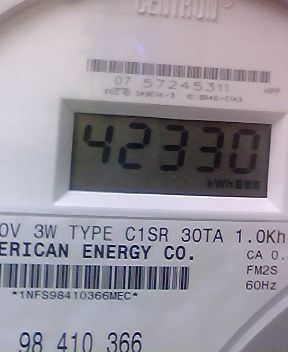 CENTRON®
07 57245311
42330
kWh
0V 3W TYPE C1SR 30TA 1.0Kh
ERICAN ENERGY CO.
CA 0.
FM2S
*1NFS98410366MEC*
60Hz
98 410 366